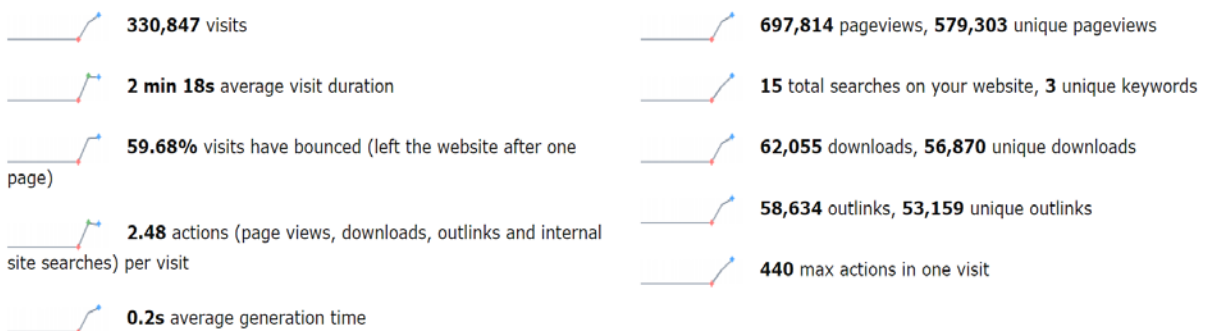 330,847 visits
2 min 18s average visit duration
59.68% visits have bounced (left the website after one
page)
2.48 actions (page views, downloads, outlinks and internal
site searches) per visit
0.2s average generation time
697,814 pageviews, 579,303 unique pageviews
15 total searches on your website, 3 unique keywords
62,055 downloads, 56,870 unique downloads
58,634 outlinks, 53,159 unique outlinks
440 max actions in one visit